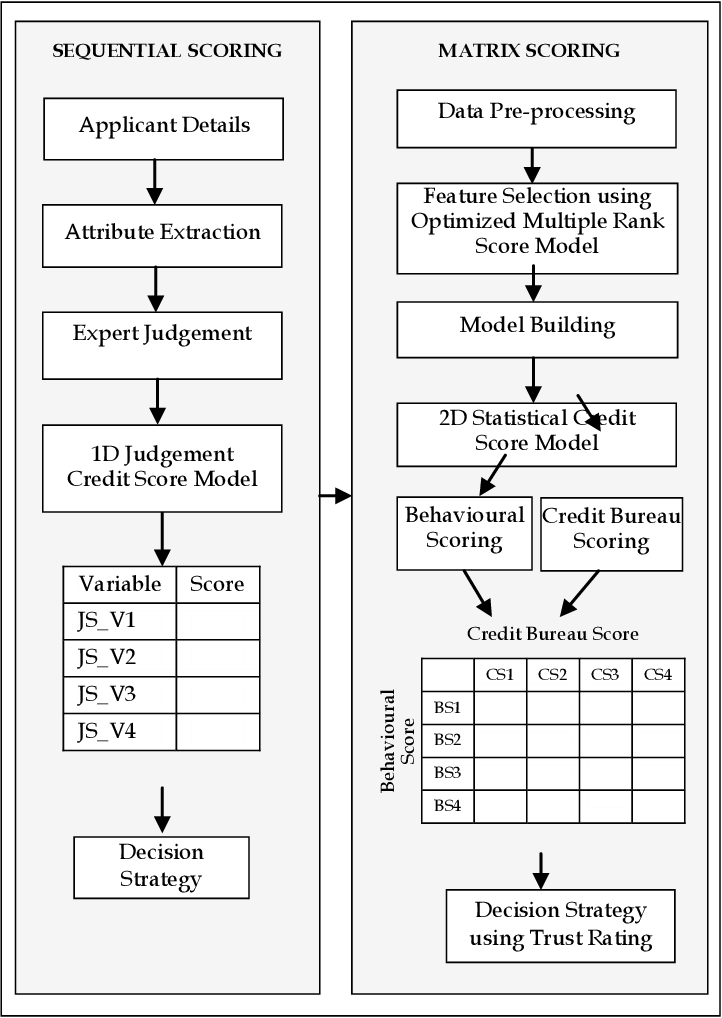 SEQUENTIAL SCORING
Applicant Details
Attribute Extraction
Expert Judgement
1D Judgement
Credit Score Model
Variable Score
JS_V1
JS_V2
JS_V3
JS_V4
Decision
Strategy
MATRIX SCORING
Data Pre-processing
Feature Selection using
Optimized Multiple Rank
Score Model
Model Building
2D Statistical Credit
Score Model
Behavioural
Scoring
Credit Bureau
Scoring
Credit Bureau Score
CS1 CS2 CS3 CS4
Behavioural
Score
BS1
BS2
BS3
BS4
Decision Strategy
using Trust Rating